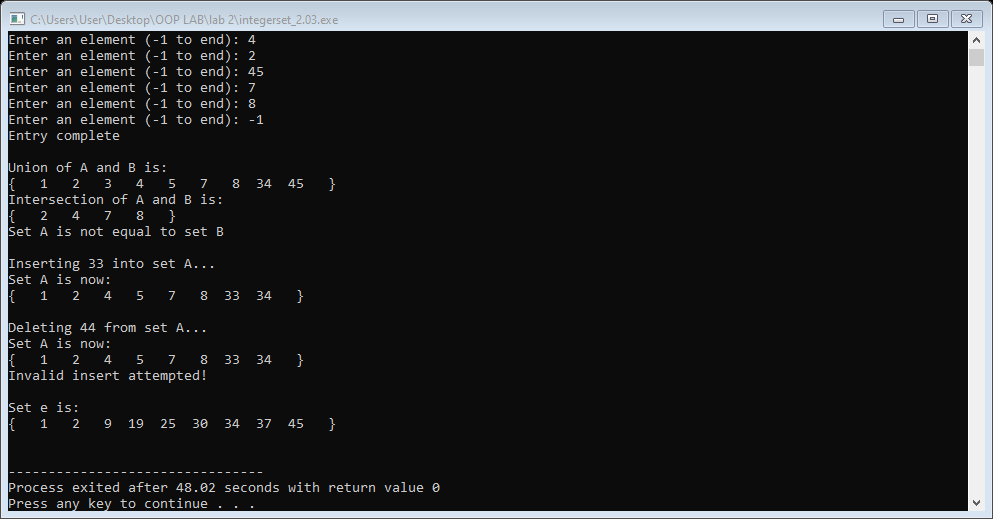 C:\Users\User\Desktop\OOP LAB\lab 2\integerset_2.03.exe
Enter an element (-1 to end): 4
Enter an element (-1 to end): 2
Enter an element (-1 to end): 45
Enter an element (-1 to end): 7
Enter an element (-1 to end): 8
Enter an element (-1 to end): -1
Entry complete
Union of A and B is:
{   1   2   3   4   5   7   8  34  45   }
Intersection of A and B is:
{   2   4   7   8   }
Set A is not equal to set B
Inserting 33 into set A...
Set A is now:
{   1   2   4   5   7   8  33  34   }
Deleting 44 from set A...
Set A is now:
{   1   2   4   5   7   8  33  34   }
Invalid insert attempted!
Set e is:
{   1   2   9  19  25  30  34  37  45   }
--------------------------------
Process exited after 48.02 seconds with return value 0
Press any key to continue . . .